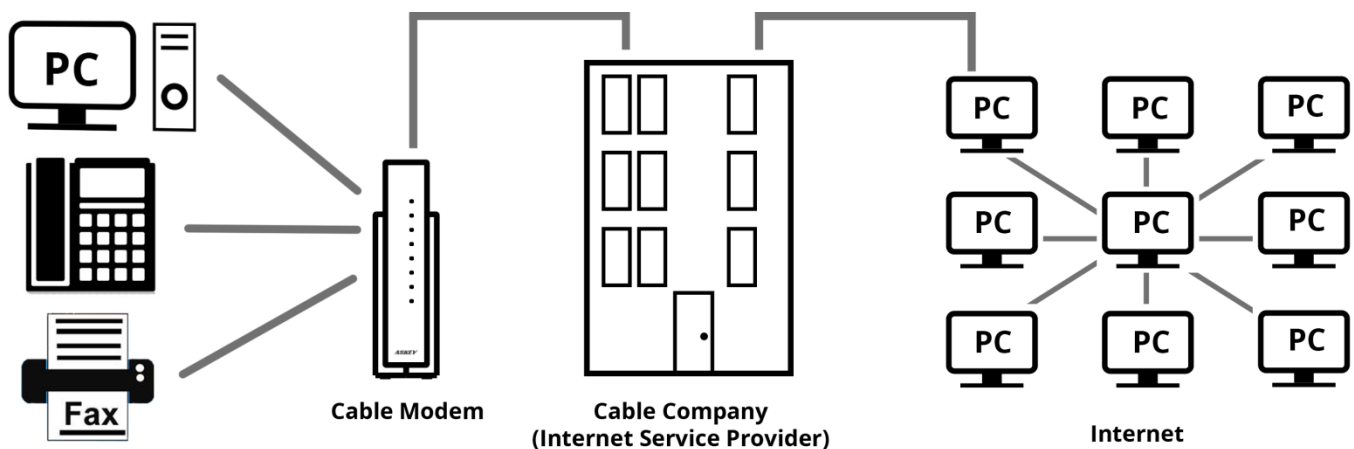 PC
Fax
ASKEY
Cable Modem
Cable Company
(Internet Service Provider)
PC PC PC
PC PC PC
PC PC PC
Internet